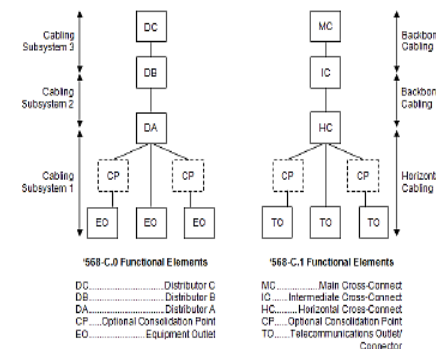 DC
MC
Cabling
Subsystem 3
Backbon
Cabling
DB
IC
Cabling
Subsystem 2
Backbon
Cabling
DA
HC
Cabling
Subsystem 1
CP
CP
CP
CP
Horizont
Cabling
EO
EO
EO
TO
TO
TO
'568-C.0 Functional Elements
'568-C.1 Functional Elements
DC..............................Distributor C
DB..............................Distributor B
DA..............................Distributor A
CP......Optional Consolidation Point
EO.....................Equipment Outlet
MC....................Main Cross-Connect
IC......Intermediate Cross-Connect
HC..........Horizontal Cross-Connect
CP......Optional Consolidation Point
TO..........Telecommunications Outlet/
Connector